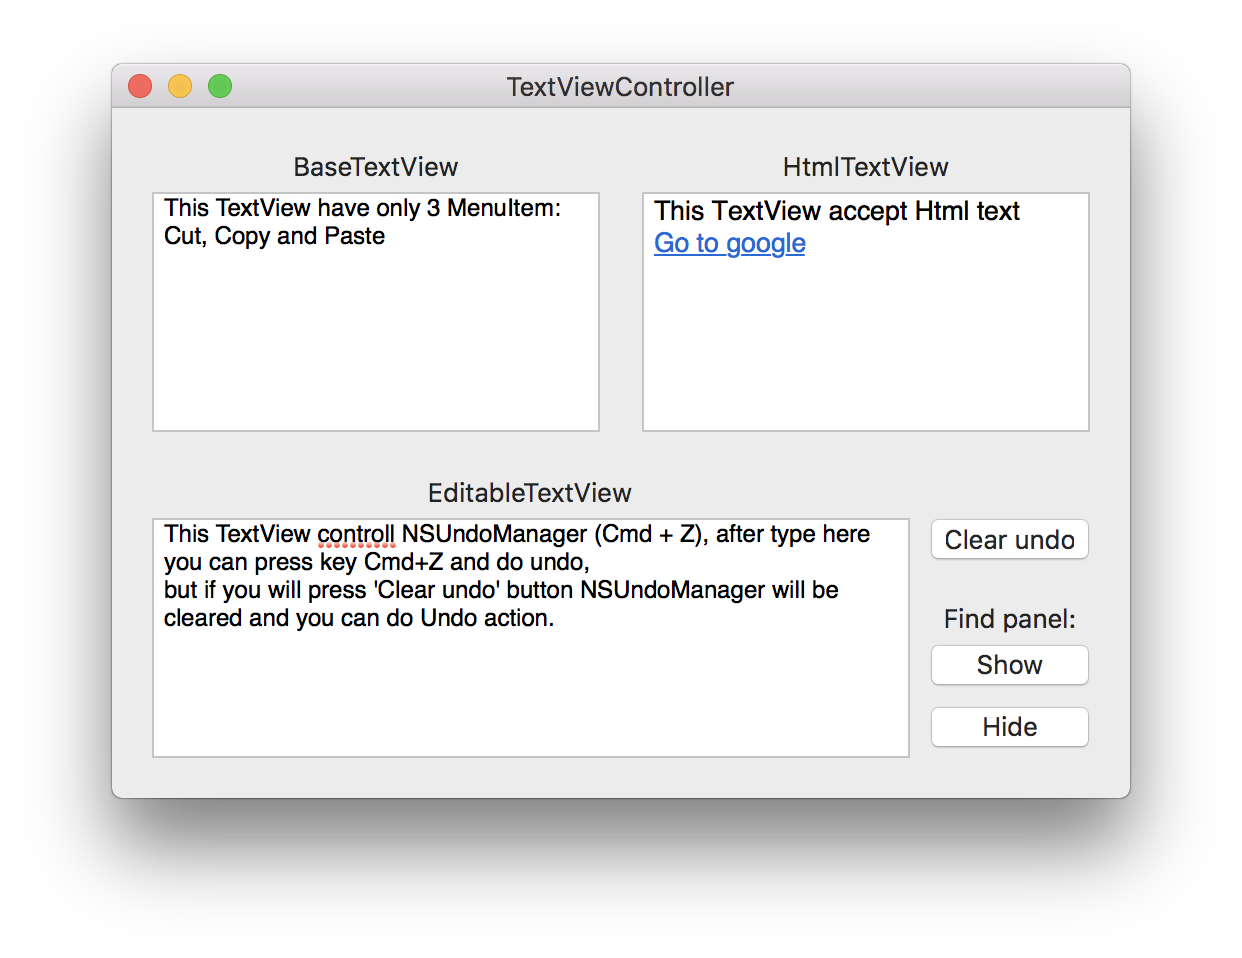 TextViewController
BaseTextView
This TextView have only 3 MenuItem:
Cut, Copy and Paste
HtmlTextView
This TextView accept Html text
Go to google
EditableTextView
This TextView controll NSUndoManager (Cmd + Z), after type here
you can press key Cmd+Z and do undo,
but if you will press 'Clear undo' button NSUndoManager will be
cleared and you can do Undo action.
Clear undo
Find panel:
Show
Hide